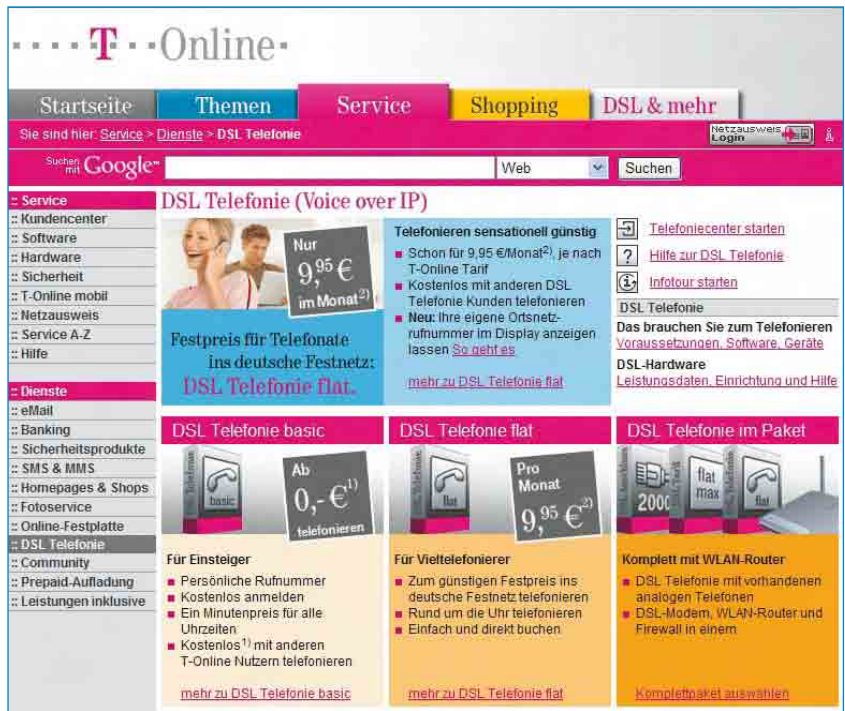 T Online
Startseite
Themen
Service
Shopping
DSL & mehr
Sie sind hier: Service > Dienste > DSL Telefonie
Netzausweis
Login
Suchen
mit Google™
Web
Suchen
:: Service
:: Kundencenter
:: Software
:: Hardware
:: Sicherheit
:: T-Online mobil
:: Netzausweis
:: Service A-Z
:: Hilfe
:: Dienste
:: eMail
:: Banking
:: Sicherheitsprodukte
:: SMS & MMS
:: Homepages & Shops
:: Fotoservice
:: Online-Festplatte
:: DSL Telefonie
:: Community
:: Prepaid-Aufladung
:: Leistungen inklusive
DSL Telefonie (Voice over IP)
Nur
9,95 €
im Monat2)
Festpreis für Telefonate
ins deutsche Festnetz:
DSL Telefonie flat.
Telefonieren sensationell günstig
Schon für 9,95 €/Monat2), je nach
T-Online Tarif
Kostenlos mit anderen DSL
Telefonie Kunden telefonieren
Neu: Ihre eigene Ortsnetz-
rufnummer im Display anzeigen
lassen So geht es
mehr zu DSL Telefonie flat
Telefoniecenter starten
? Hilfe zur DSL Telefonie
Infotour starten
DSL Telefonie
Das brauchen Sie zum Telefonieren
Voraussetzungen, Software, Geräte
DSL-Hardware
Leistungsdaten, Einrichtung und Hilfe
DSL Telefonie basic
basic
Ab
0,- €1)
telefonieren
Für Einsteiger
Persönliche Rufnummer
Kostenlos anmelden
Ein Minutenpreis für alle
Uhrzeiten
Kostenlos1) mit anderen
T-Online Nutzern telefonieren
mehr zu DSL Telefonie basic
DSL Telefonie flat
flat
Pro
Monat
9,95 €2)
Für Vieltelefonierer
Zum günstigen Festpreis ins
deutsche Festnetz telefonieren
Rund um die Uhr telefonieren
Einfach und direkt buchen
mehr zu DSL Telefonie flat
DSL Telefonie im Paket
2000
flat
max
flat
Komplett mit WLAN-Router
DSL Telefonie mit vorhandenen
analogen Telefonen
DSL-Modem, WLAN-Router und
Firewall in einem
Komplettpaket auswählen